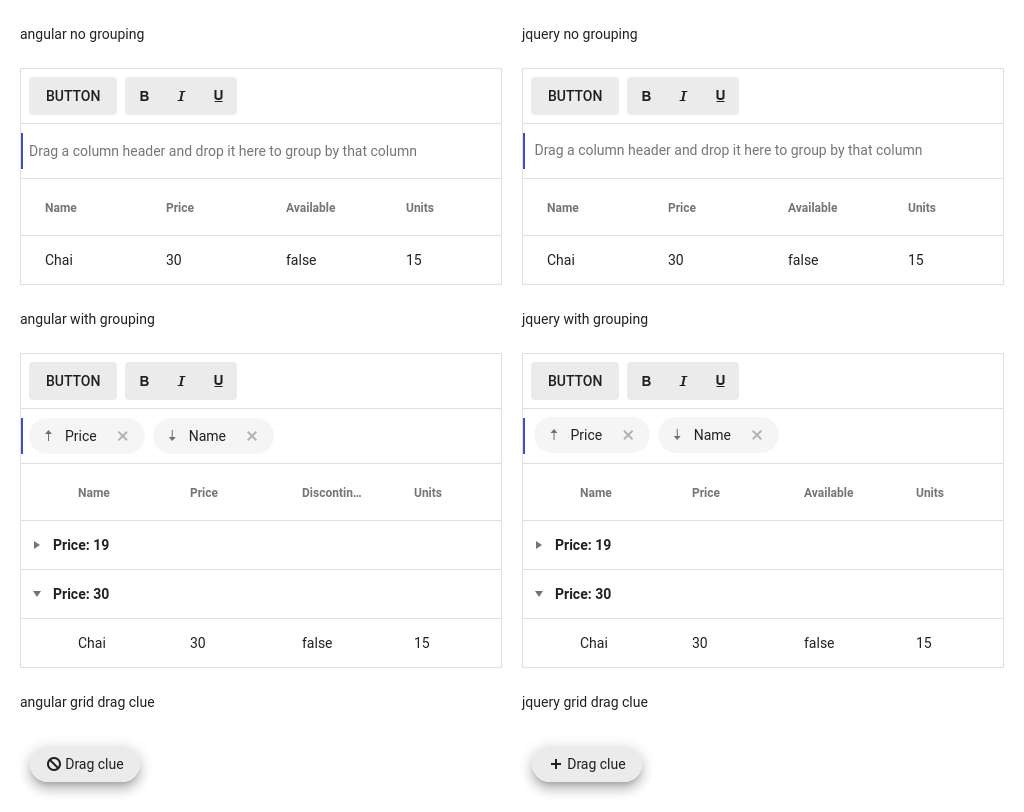 angular no grouping
BUTTON B I U
Drag a column header and drop it here to group by that column
Name Price Available Units
Chai 30 false 15
jquery no grouping
BUTTON B I U
Drag a column header and drop it here to group by that column
Name Price Available Units
Chai 30 false 15
angular with grouping
BUTTON B I U
Price Name
Name Price Discontin… Units
Price: 19
Price: 30
Chai 30 false 15
jquery with grouping
BUTTON B I U
Price Name
Name Price Available Units
Price: 19
Price: 30
Chai 30 false 15
angular grid drag clue
Drag clue
jquery grid drag clue
Drag clue